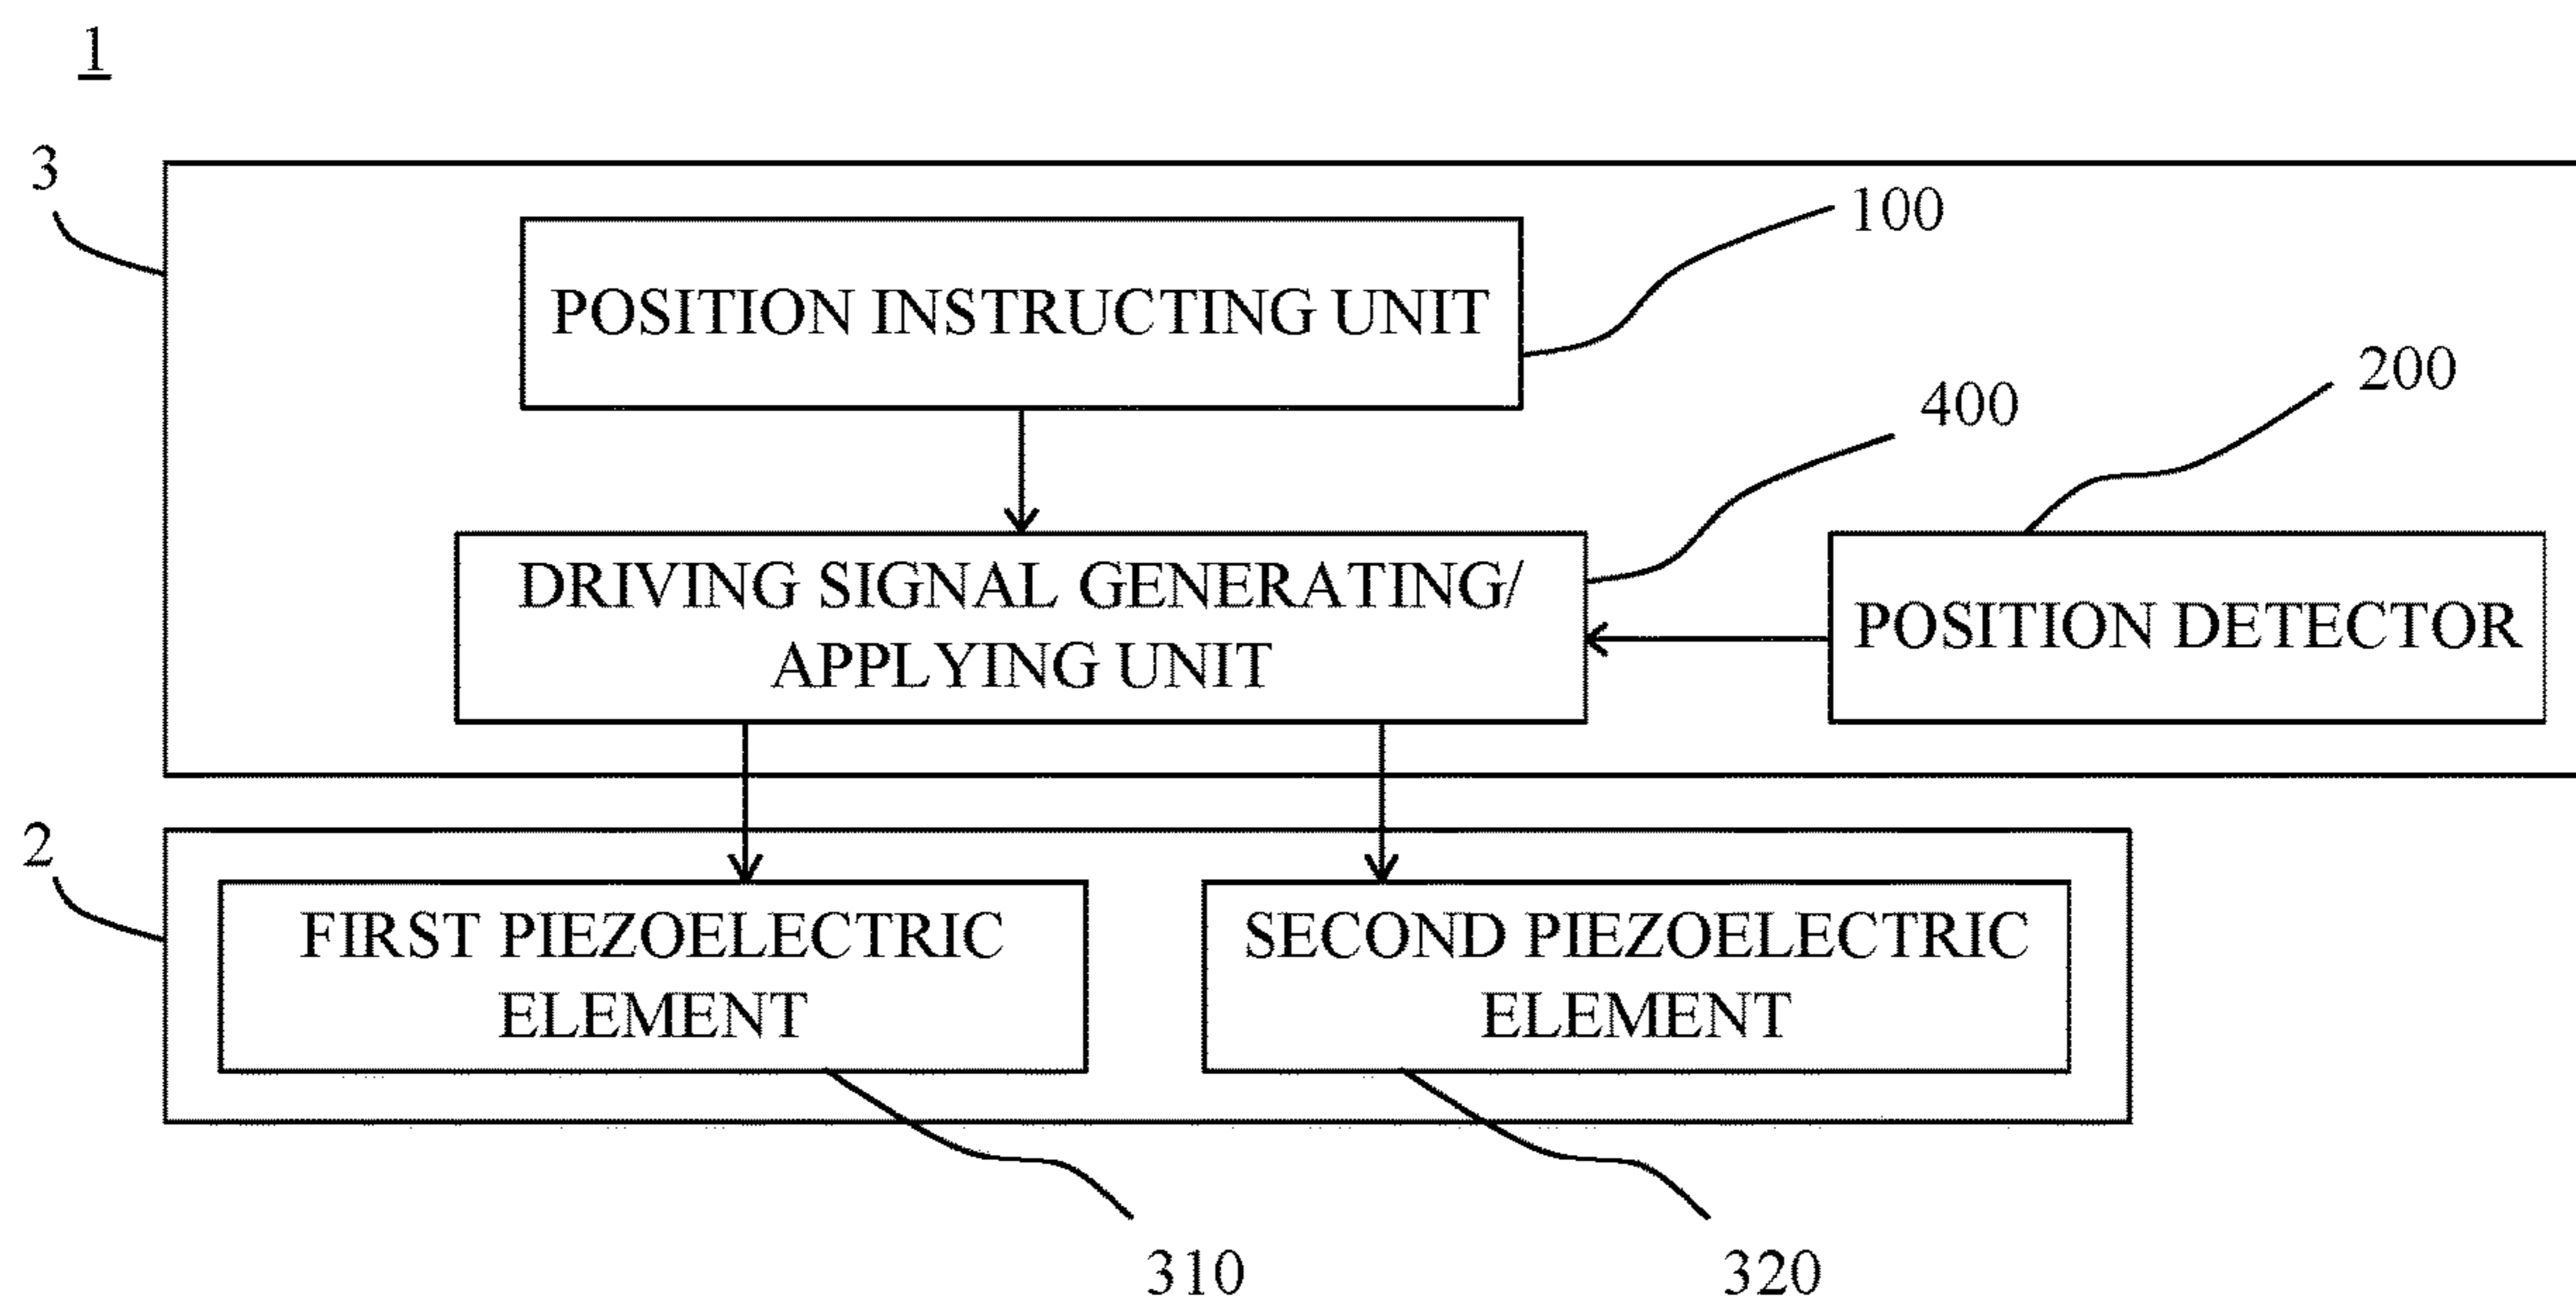 1
3
100
POSITION INSTRUCTING UNIT
200
400
DRIVING SIGNAL GENERATING/
APPLYING UNIT
POSITION DETECTOR
2
FIRST PIEZOELECTRIC
ELEMENT
SECOND PIEZOELECTRIC
ELEMENT
310
320